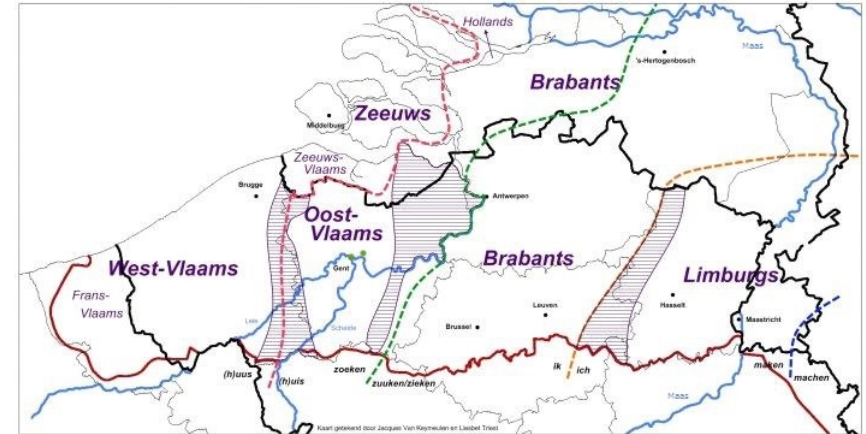 Hollands
Maas
's-Hertogenbosch
Brabants
Zeeuws
Middelburg
Zeeuws-
Vlaams
Brugge
Antwerpen
Oost-
Vlaams
Brabants
West-Vlaams
Gent
Limburgs
Frans-
Vlaams
Hasselt
Leuven
Leie
Schelde
Brussel
Maastricht
(h)uus
(h)uis
zoeken
zuuken/zieken
ik
ich
maken
machen
Maas
Kaart getekend door Jacques Van Keymeulen en Liesbet Triest